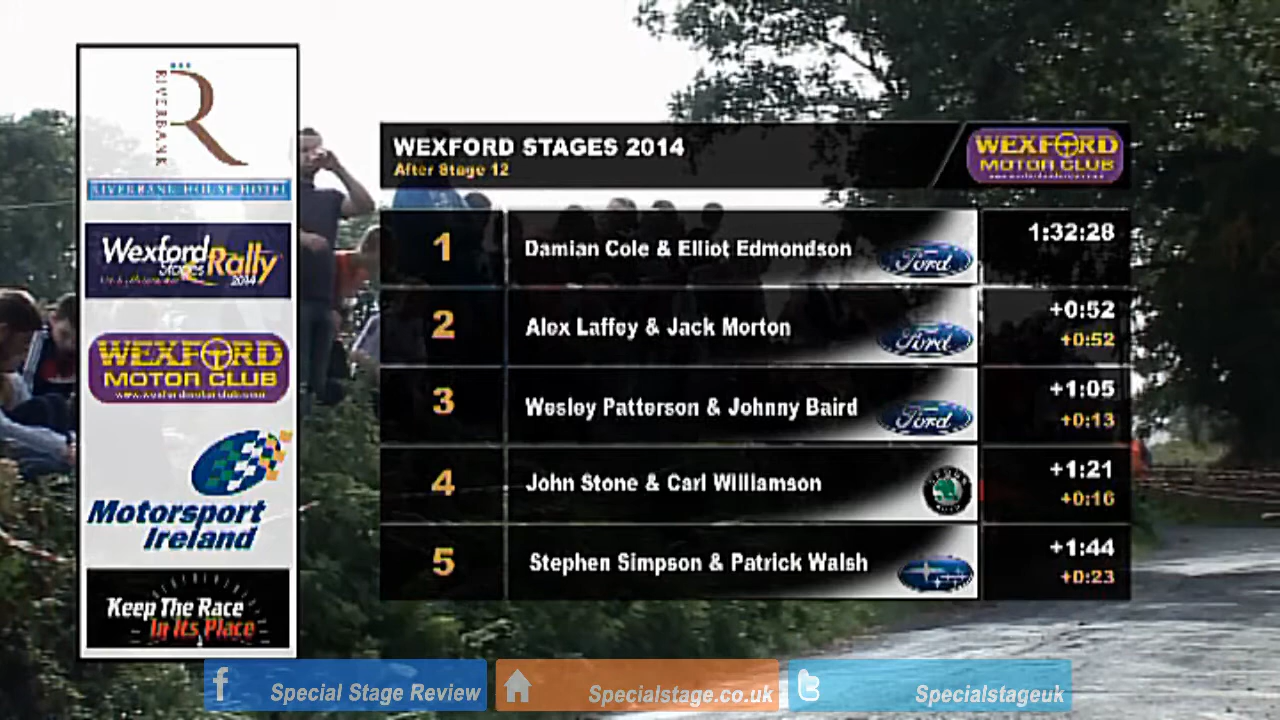 RIVERBANK
R
RIVERBANK HOUSE HOTEL
Wexford
Stages Rally
2014
WEXFORD
MOTOR CLUB
www.wexfordmotorclub.com
Motorsport
Ireland
Keep The Race
In Its Place
WEXFORD STAGES 2014
After Stage 12
WEXFORD
MOTOR CLUB
1 Damian Cole & Elliot Edmondson Ford 1:32:28
2 Alex Laffey & Jack Morton Ford +0:52
+0:52
3 Wesley Patterson & Johnny Baird Ford +1:05
+0:13
4 John Stone & Carl Williamson +1:21
+0:16
5 Stephen Simpson & Patrick Walsh +1:44
+0:23
f Special Stage Review
Specialstage.co.uk
Specialstageuk